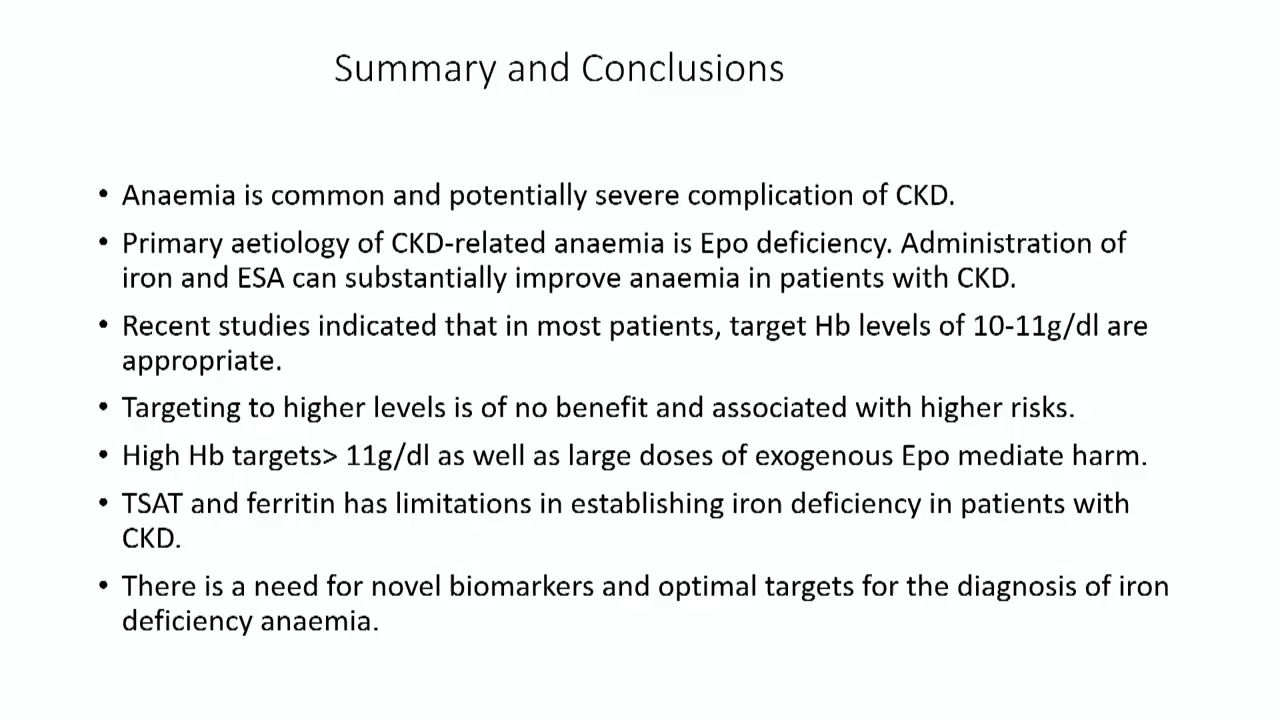 Summary and Conclusions
• Anaemia is common and potentially severe complication of CKD.
• Primary aetiology of CKD-related anaemia is Epo deficiency. Administration of
iron and ESA can substantially improve anaemia in patients with CKD.
• Recent studies indicated that in most patients, target Hb levels of 10-11g/dl are
appropriate.
• Targeting to higher levels is of no benefit and associated with higher risks.
• High Hb targets> 11g/dl as well as large doses of exogenous Epo mediate harm.
• TSAT and ferritin has limitations in establishing iron deficiency in patients with
CKD.
• There is a need for novel biomarkers and optimal targets for the diagnosis of iron
deficiency anaemia.